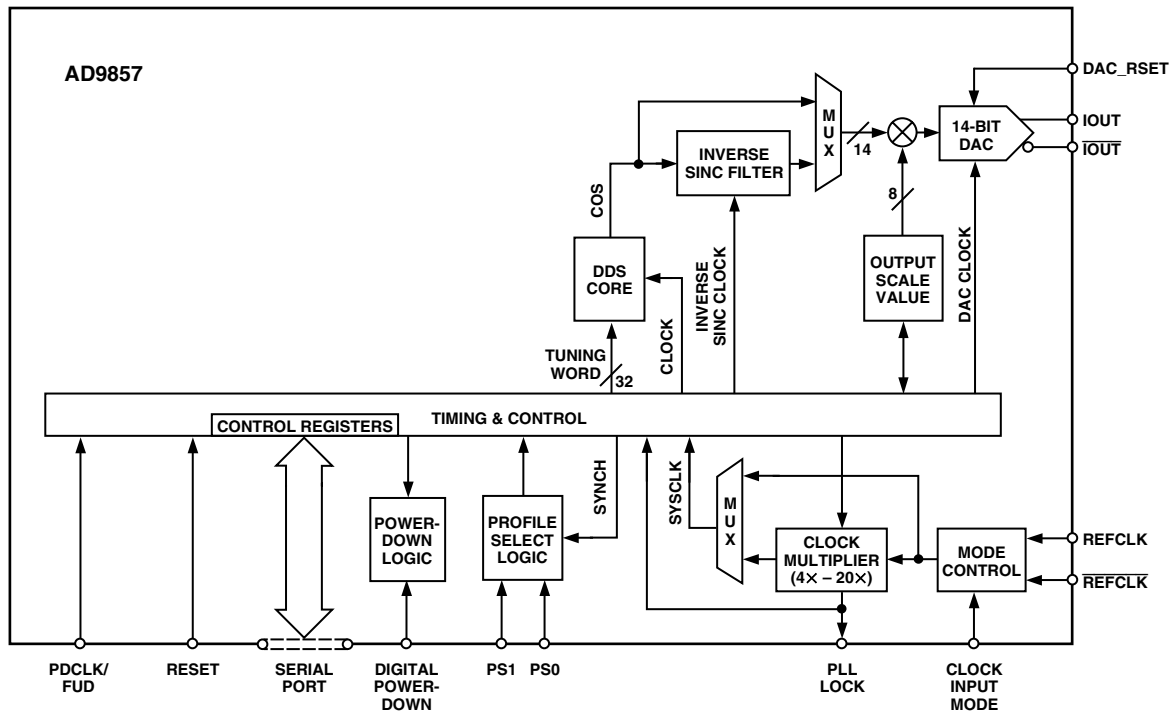 AD9857
DAC_RSET
IOUT
IOUT
14-BIT
DAC
MUX
14
8
INVERSE
SINC FILTER
COS
DDS
CORE
OUTPUT
SCALE
VALUE
INVERSE
SINC CLOCK
DAC CLOCK
CLOCK
TUNING
WORD
32
TIMING & CONTROL
CONTROL REGISTERS
SYNCH
SYSCLK
MUX
POWER-
DOWN
LOGIC
PROFILE
SELECT
LOGIC
CLOCK
MULTIPLIER
(4× – 20×)
MODE
CONTROL
REFCLK
REFCLK
PDCLK/
FUD
RESET
SERIAL
PORT
DIGITAL
POWER-
DOWN
PS1
PS0
PLL
LOCK
CLOCK
INPUT
MODE